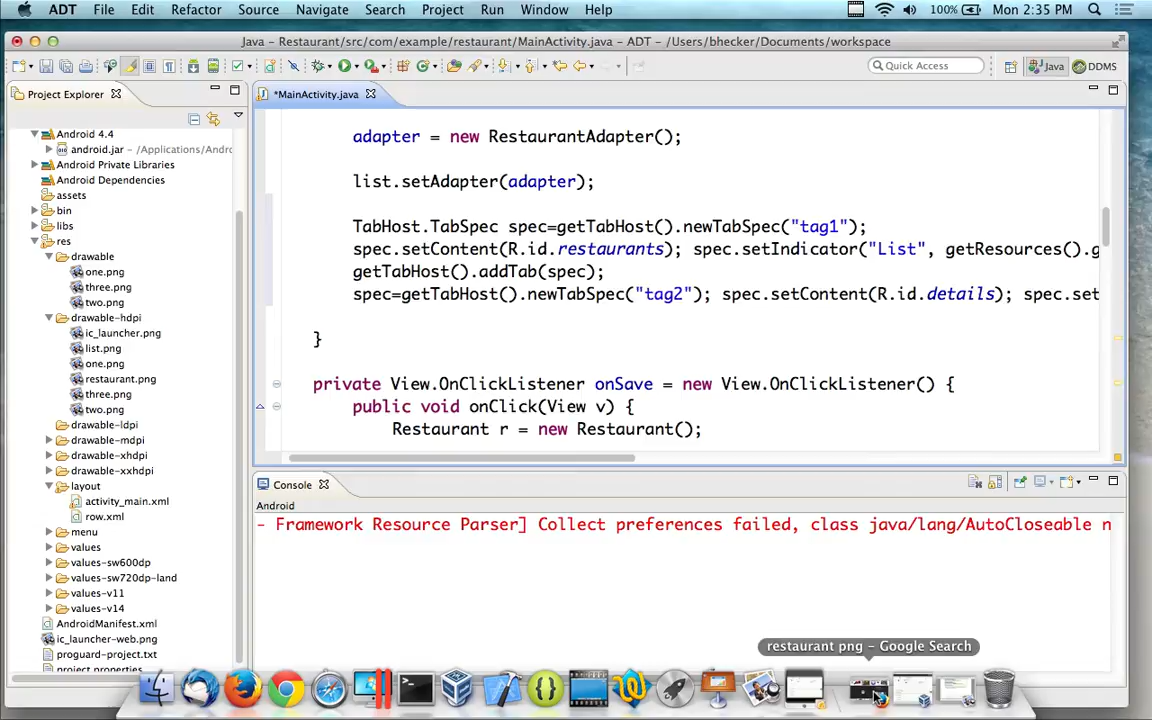 ADT File Edit Refactor Source Navigate Search Project Run Window Help 100% Mon 2:35 PM
Java - Restaurant/src/com/example/restaurant/MainActivity.java - ADT - /Users/bhecker/Documents/workspace
Quick Access Java DDMS
Project Explorer
*MainActivity.java
Android 4.4
android.jar - /Applications/Andro
Android Private Libraries
Android Dependencies
assets
bin
libs
res
drawable
one.png
three.png
two.png
drawable-hdpi
ic_launcher.png
list.png
one.png
restaurant.png
three.png
two.png
drawable-ldpi
drawable-mdpi
drawable-xhdpi
drawable-xxhdpi
layout
activity_main.xml
row.xml
menu
values
values-sw600dp
values-sw720dp-land
values-v11
values-v14
AndroidManifest.xml
ic_launcher-web.png
proguard-project.txt
project.properties
adapter = new RestaurantAdapter();
list.setAdapter(adapter);
TabHost.TabSpec spec=getTabHost().newTabSpec("tag1");
spec.setContent(R.id.restaurants); spec.setIndicator("List", getResources().g
getTabHost().addTab(spec);
spec=getTabHost().newTabSpec("tag2"); spec.setContent(R.id.details); spec.set
}
private View.OnClickListener onSave = new View.OnClickListener() {
public void onClick(View v) {
Restaurant r = new Restaurant();
Console
Android
- Framework Resource Parser] Collect preferences failed, class java/lang/AutoCloseable n
restaurant png - Google Search